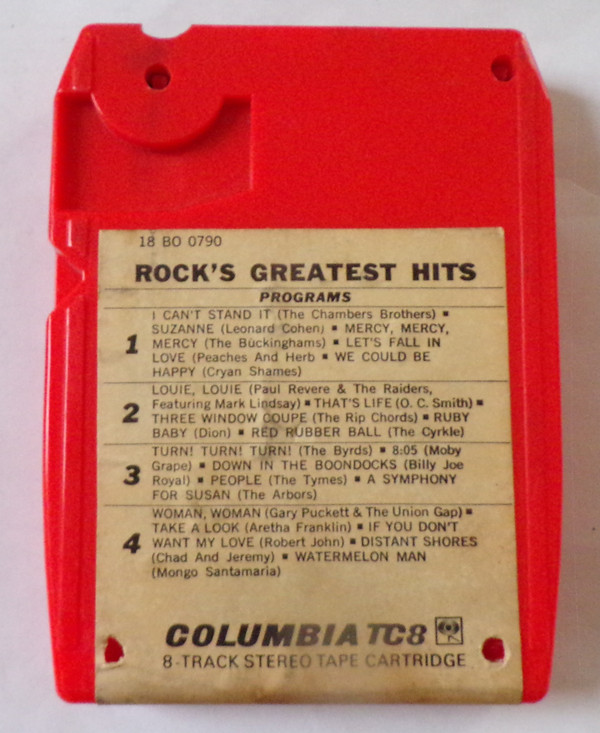 18 BO 0790
ROCK'S GREATEST HITS
PROGRAMS
1
I CAN'T STAND IT (The Chambers Brothers) ▪
SUZANNE (Leonard Cohen) ▪ MERCY, MERCY,
MERCY (The Buckinghams) ▪ LET'S FALL IN
LOVE (Peaches And Herb ▪ WE COULD BE
HAPPY (Cryan Shames)
2
LOUIE, LOUIE (Paul Revere & The Raiders,
Featuring Mark Lindsay) ▪ THAT'S LIFE (O. C. Smith) ▪
THREE WINDOW COUPE (The Rip Chords) ▪ RUBY
BABY (Dion) ▪ RED RUBBER BALL (The Cyrkle)
3
TURN! TURN! TURN! (The Byrds) ▪ 8:05 (Moby
Grape) ▪ DOWN IN THE BOONDOCKS (Billy Joe
Royal) ▪ PEOPLE (The Tymes) ▪ A SYMPHONY
FOR SUSAN (The Arbors)
4
WOMAN, WOMAN (Gary Puckett & The Union Gap) ▪
TAKE A LOOK (Aretha Franklin) ▪ IF YOU DON'T
WANT MY LOVE (Robert John) ▪ DISTANT SHORES
(Chad And Jeremy) ▪ WATERMELON MAN
(Mongo Santamaria)
COLUMBIA TC8
8-TRACK STEREO TAPE CARTRIDGE